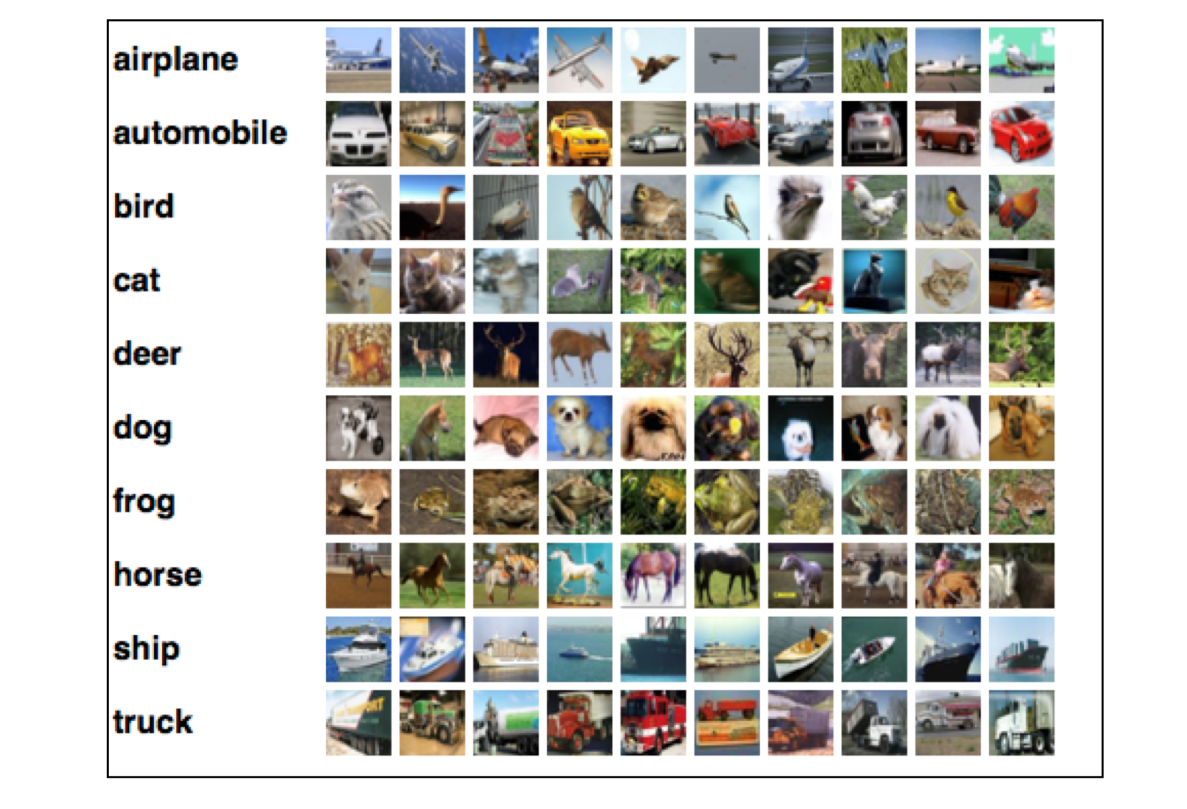 airplane
automobile
bird
cat
deer
dog
frog
horse
ship
truck